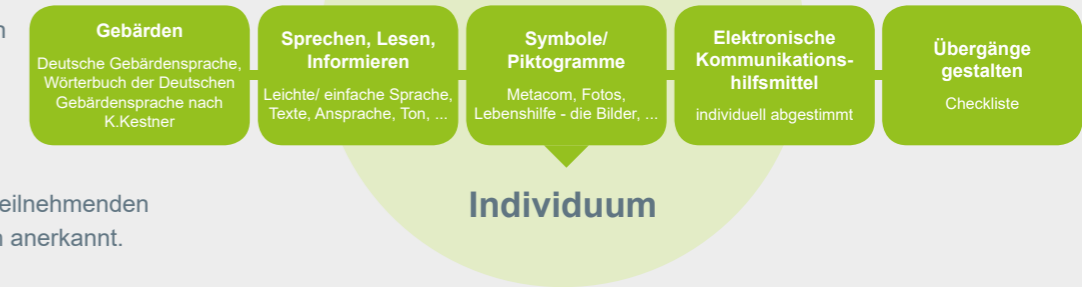 Gebärden
Deutsche Gebärdensprache,
Wörterbuch der Deutschen
Gebärdensprache nach
K.Kestner
Sprechen, Lesen,
Informieren
Leichte/ einfache Sprache,
Texte, Ansprache, Ton, ...
Symbole/
Piktogramme
Metacom, Fotos,
Lebenshilfe - die Bilder, ...
Elektronische
Kommunikations-
hilfsmittel
individuell abgestimmt
Übergänge
gestalten
Checkliste
Individuum
eilnehmenden
anerkannt.